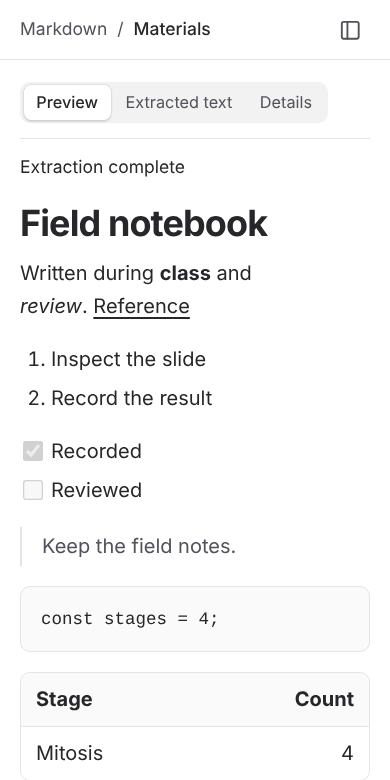 Markdown / Materials
Preview Extracted text Details
Extraction complete
Field notebook
Written during class and
review. Reference
1. Inspect the slide
2. Record the result
Recorded
Reviewed
Keep the field notes.
const stages = 4;
Stage Count
Mitosis 4